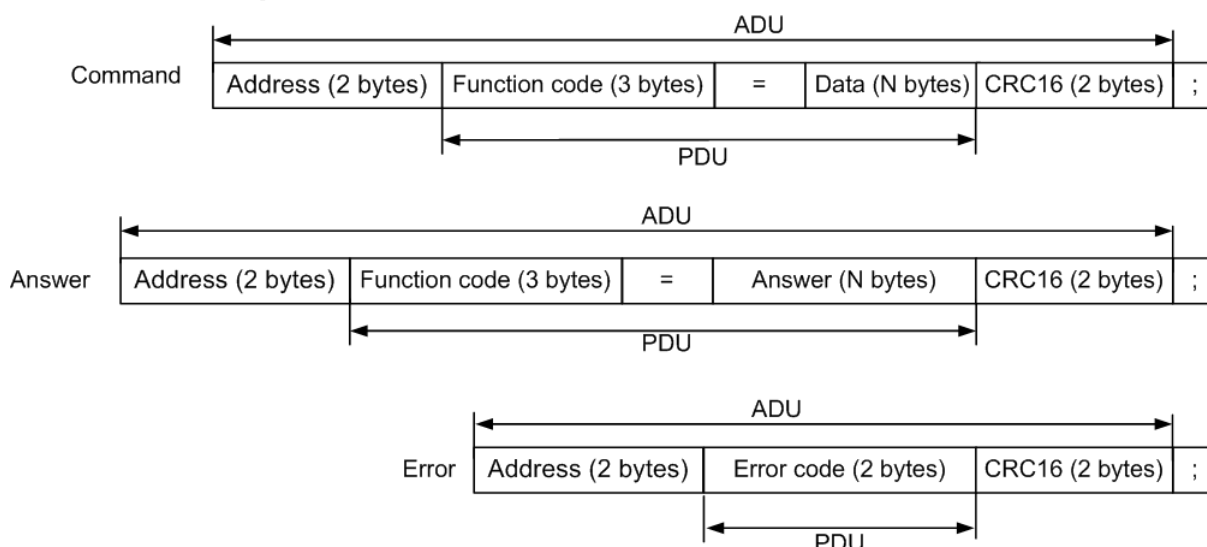 ADU
Command Address (2 bytes) Function code (3 bytes) = Data (N bytes) CRC16 (2 bytes) ;
PDU
ADU
Answer Address (2 bytes) Function code (3 bytes) = Answer (N bytes) CRC16 (2 bytes) ;
PDU
ADU
Error Address (2 bytes) Error code (2 bytes) CRC16 (2 bytes) ;
PDU